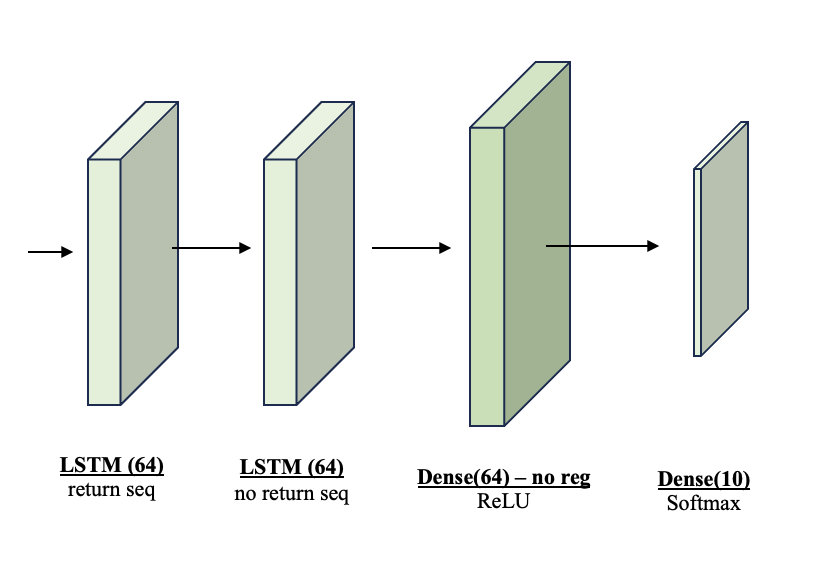 LSTM (64)
return seq
LSTM (64)
no return seq
Dense(64) – no reg
ReLU
Dense(10)
Softmax